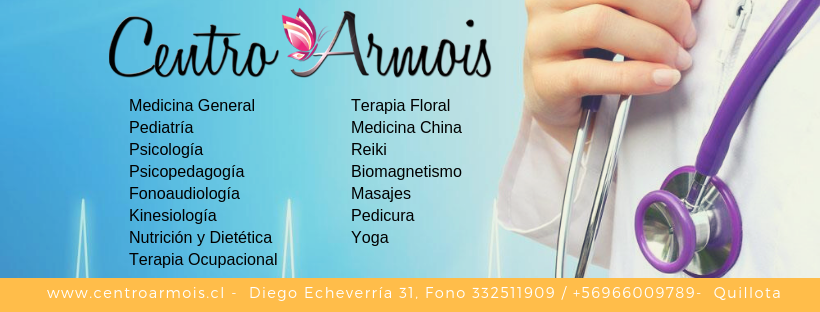 Centro Armois
Medicina General
Pediatría
Psicología
Psicopedagogía
Fonoaudiología
Kinesiología
Nutrición y Dietética
Terapia Ocupacional
Terapia Floral
Medicina China
Reiki
Biomagnetismo
Masajes
Pedicura
Yoga
www.centroarmois.cl - Diego Echeverría 31, Fono 332511909 / +56966009789- Quillota